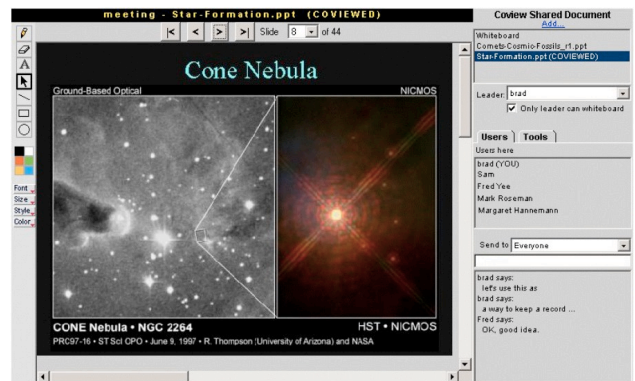 meeting - Star-Formation.ppt (COVIEWED)
|< < > >| Slide 8 of 44
A
Font
Size
Style
Color
Cone Nebula
Ground-Based Optical NICMOS
CONE Nebula • NGC 2264 HST • NICMOS
PRC97-16 • ST ScI OPO • June 9, 1997 • R. Thompson (University of Arizona) and NASA
Coview Shared Document
Add...
Whiteboard
Comets-Cosmic-Fossils_r1.ppt
Star-Formation.ppt (COVIEWED)
Leader: brad
Only leader can whiteboard
Users Tools
Users here
brad (YOU)
Sam
Fred Yee
Mark Roseman
Margaret Hannemann
Send to Everyone
brad says:
let's use this as
brad says:
a way to keep a record ...
Fred says:
OK, good idea.